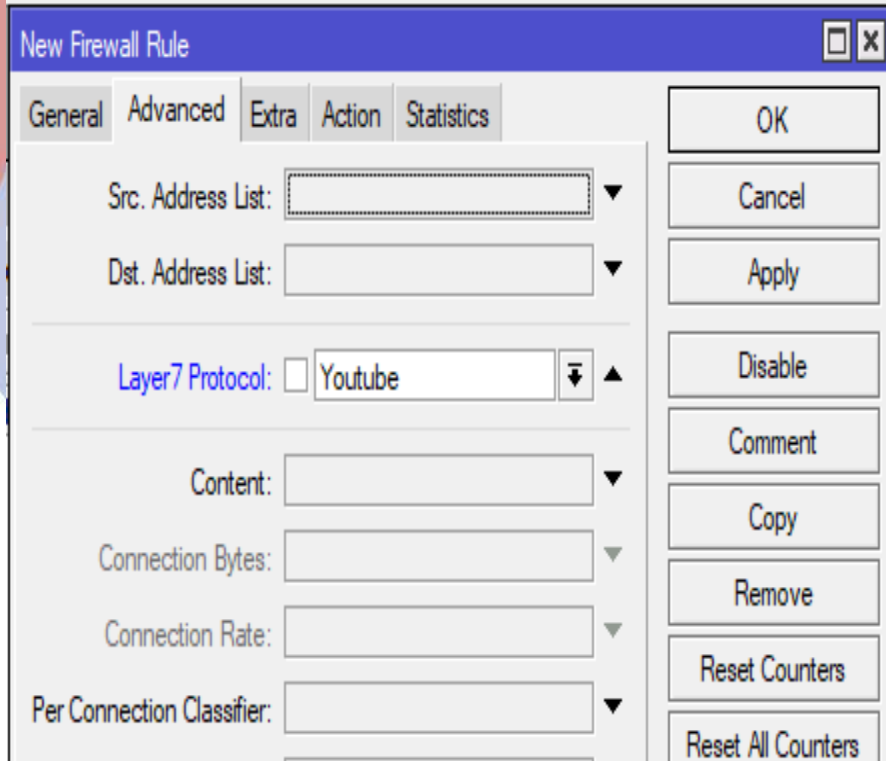 New Firewall Rule
General Advanced Extra Action Statistics
Src. Address List:
Dst. Address List:
Layer7 Protocol: Youtube
Content:
Connection Bytes:
Connection Rate:
Per Connection Classifier:
OK
Cancel
Apply
Disable
Comment
Copy
Remove
Reset Counters
Reset All Counters